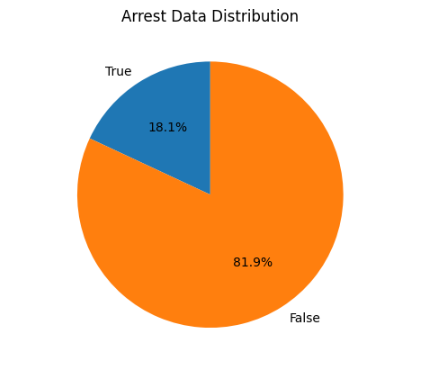 Arrest Data Distribution
True
18.1%
81.9%
False